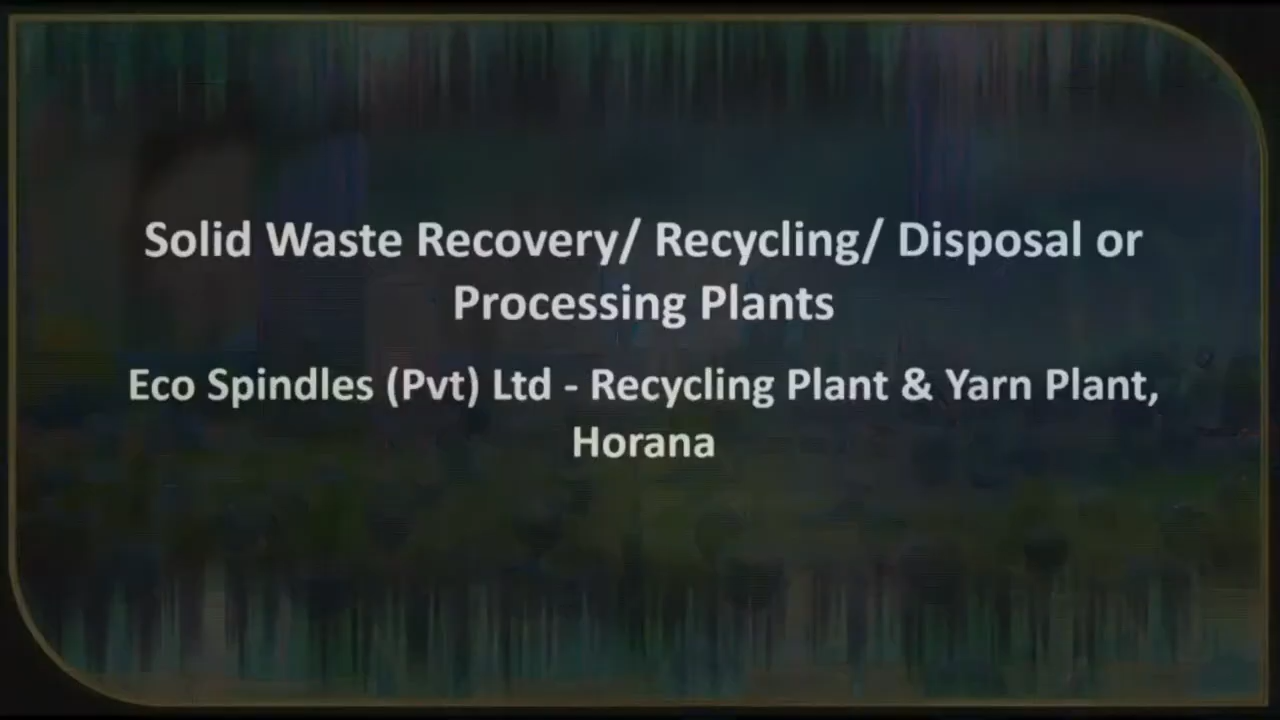 Solid Waste Recovery/ Recycling/ Disposal or
Processing Plants
Eco Spindles (Pvt) Ltd - Recycling Plant & Yarn Plant,
Horana